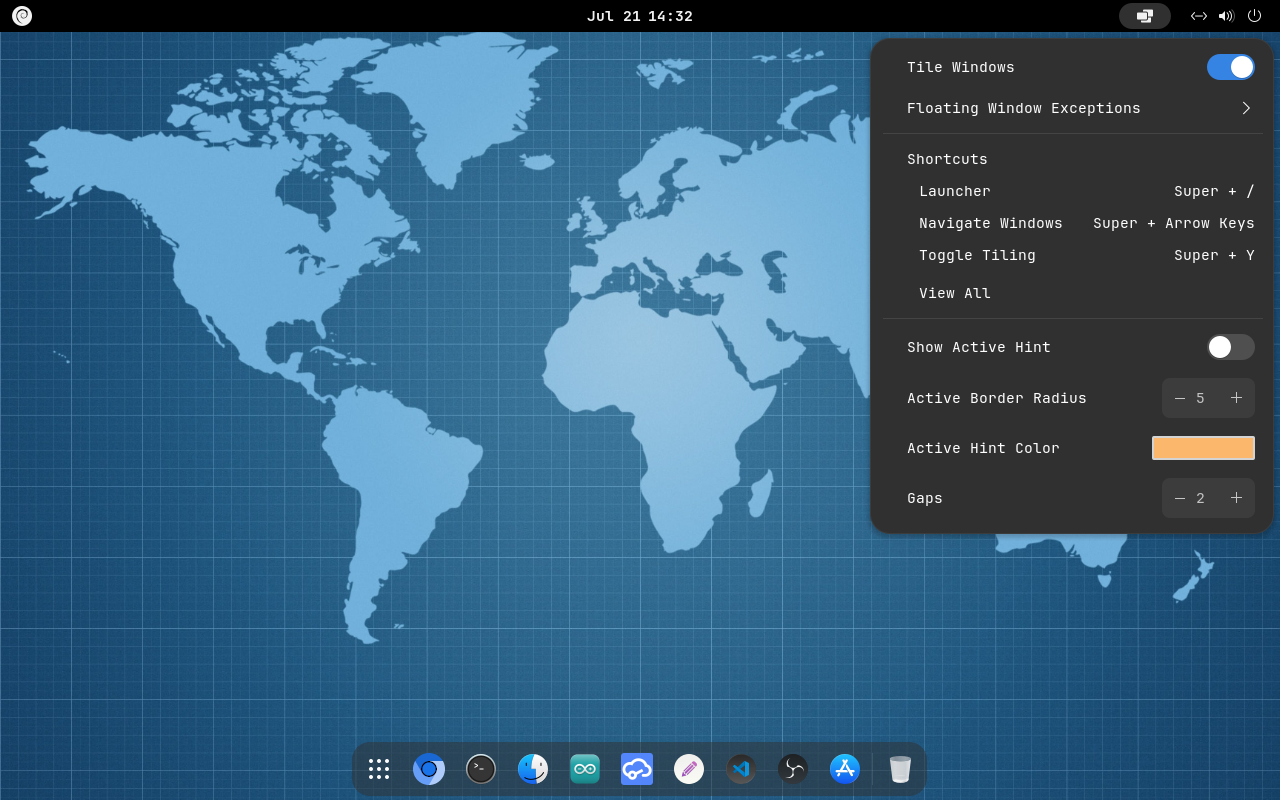 Jul 21 14:32
Tile Windows
Floating Window Exceptions
Shortcuts
Launcher Super + /
Navigate Windows Super + Arrow Keys
Toggle Tiling Super + Y
View All
Show Active Hint
Active Border Radius — 5 +
Active Hint Color
Gaps — 2 +